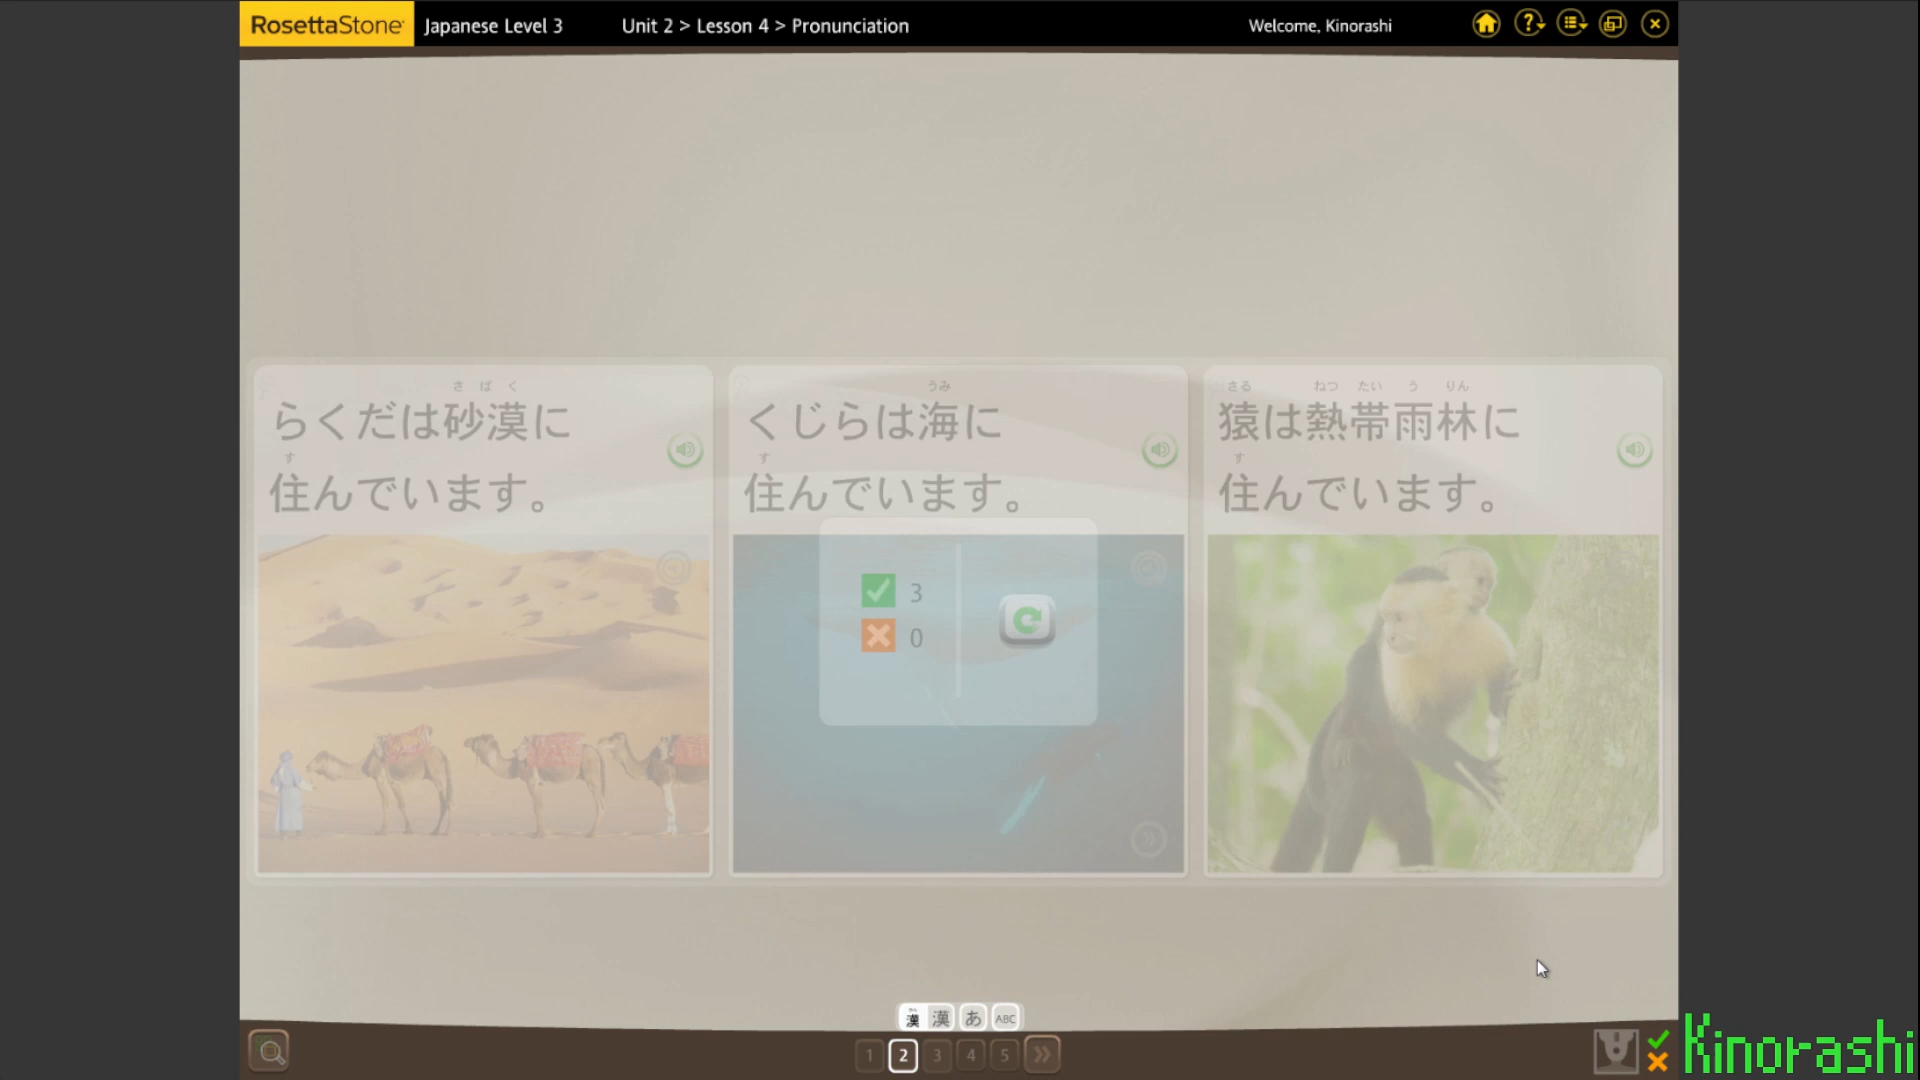 RosettaStone Japanese Level 3 Unit 2 > Lesson 4 > Pronunciation Welcome, Kinorashi
さばく
らくだは砂漠に
す
住んでいます。
うみ
くじらは海に
す
住んでいます。
さる ねつ たい う りん
猿は熱帯雨林に
す
住んでいます。
3
0
漢 漢 あ ABC
1 2 3 4 5
Kinorashi